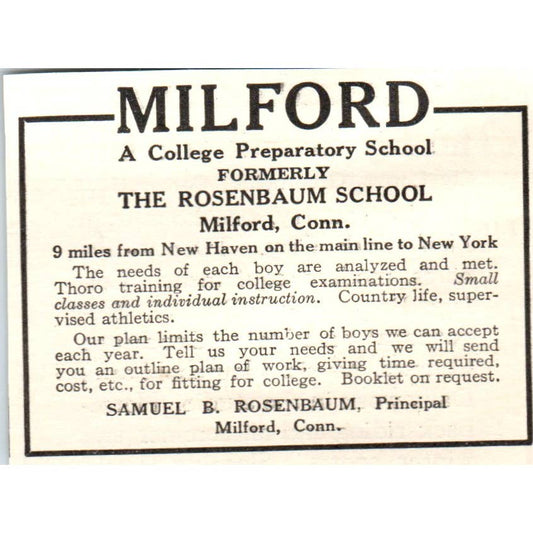 MILFORD
A College Preparatory School
FORMERLY
THE ROSENBAUM SCHOOL
Milford, Conn.
9 miles from New Haven on the main line to New York
The needs of each boy are analyzed and met.
Thoro training for college examinations. Small
classes and individual instruction. Country life, super-
vised athletics.
Our plan limits the number of boys we can accept
each year. Tell us your needs and we will send
you an outline plan of work, giving time required,
cost, etc., for fitting for college. Booklet on request.
SAMUEL B. ROSENBAUM, Principal
Milford, Conn.